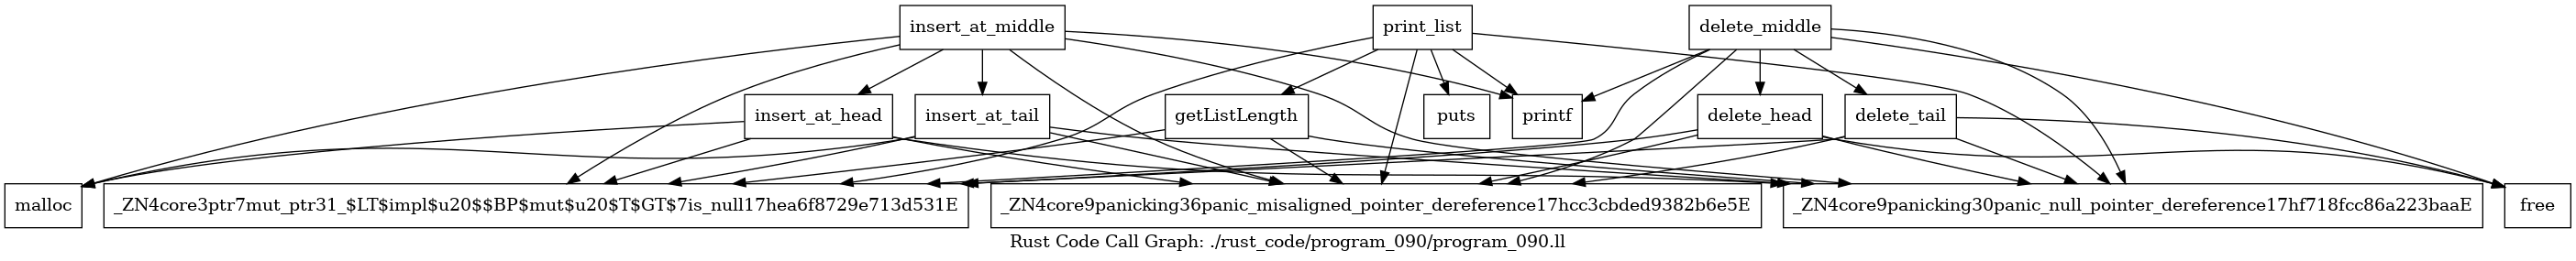 insert_at_middle
print_list
delete_middle
insert_at_head
insert_at_tail
getListLength
puts
printf
delete_head
delete_tail
malloc
_ZN4core3ptr7mut_ptr31_$LT$impl$u20$$BP$mut$u20$T$GT$7is_null17hea6f8729e713d531E
_ZN4core9panicking36panic_misaligned_pointer_dereference17hcc3cbded9382b6e5E
_ZN4core9panicking30panic_null_pointer_dereference17hf718fcc86a223baaE
free
Rust Code Call Graph: ./rust_code/program_090/program_090.ll